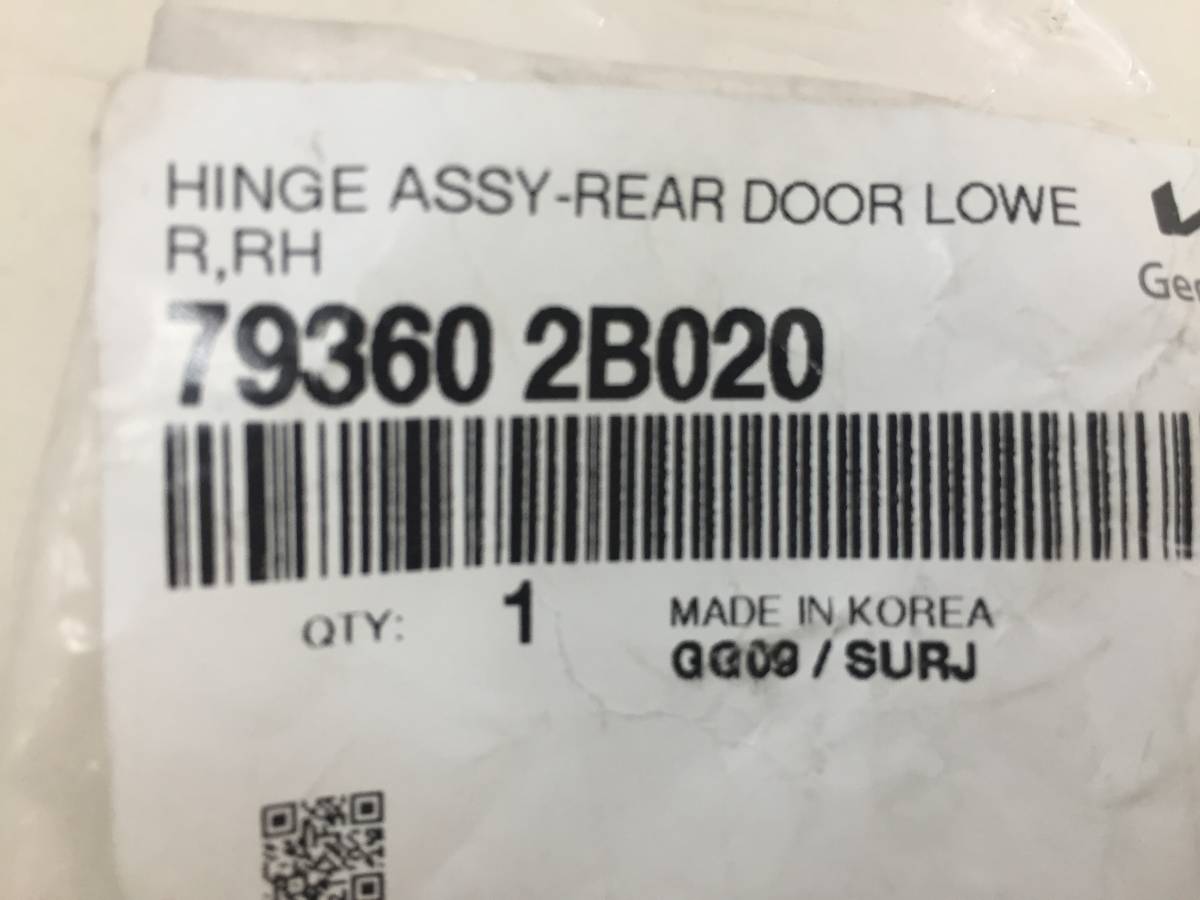 HINGE ASSY-REAR DOOR LOWE
R,RH
79360 2B020
QTY: 1 MADE IN KOREA
GG09 / SURJ